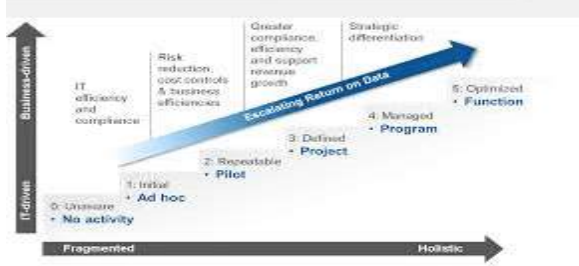 Greater
compliance,
efficiency
and support
revenue
growth
Strategic
differentiation
Risk
reduction,
cost controls
& business
efficiencies
IT
efficiency
and
compliance
Business-driven
IT-driven
Escalating Return on Data
5: Optimized
• Function
4: Managed
• Program
3: Defined
• Project
2: Repeatable
• Pilot
1: Initial
• Ad hoc
0: Unaware
• No activity
Fragmented
Holistic